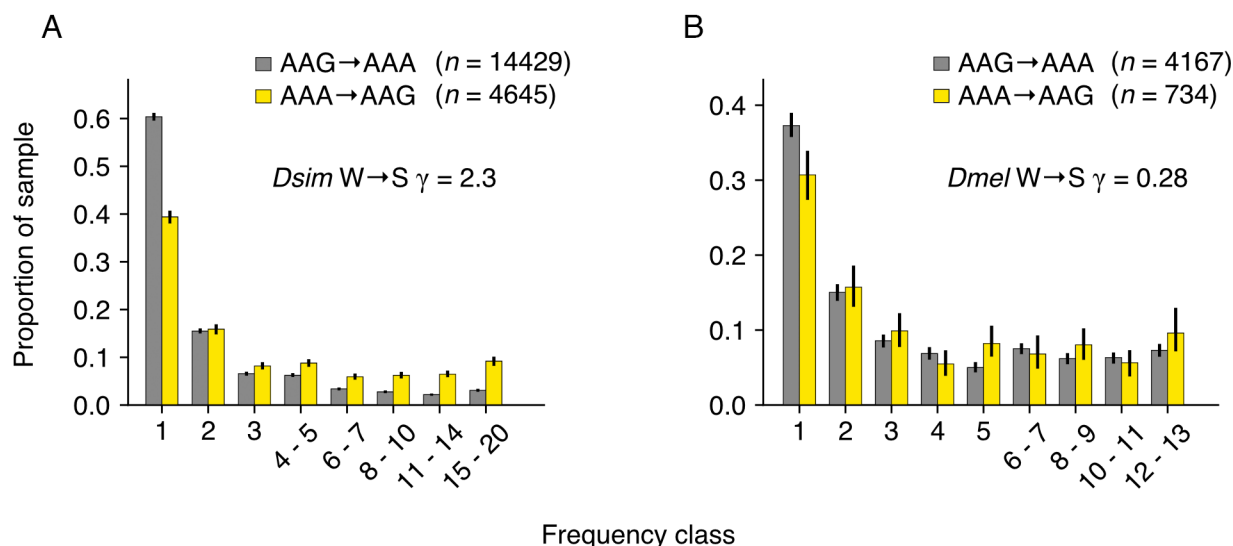 A
AAG→AAA (n = 14429)
AAA→AAG (n = 4645)
Dsim W→S γ = 2.3
Proportion of sample
0.6
0.5
0.4
0.3
0.2
0.1
0.0
1 2 3 4 - 5 6 - 7 8 - 10 11 - 14 15 - 20
B
AAG→AAA (n = 4167)
AAA→AAG (n = 734)
Dmel W→S γ = 0.28
0.4
0.3
0.2
0.1
0.0
1 2 3 4 5 6 - 7 8 - 9 10 - 11 12 - 13
Frequency class